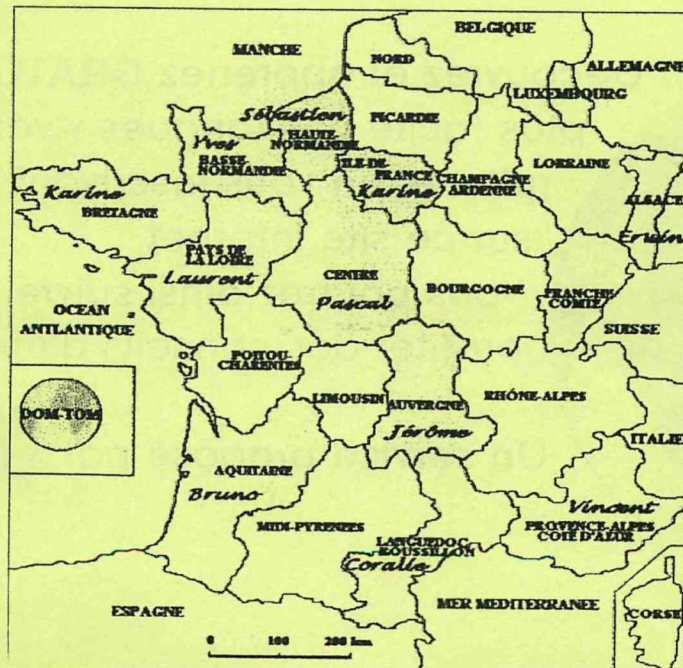 BELGIQUE
MANCHE
NORD
ALLEMAGNE
LUXEMBOURG
Sébastien
PICARDIE
HAUTE
NORMANDIE
Yves
BASSE-
NORMANDIE
ILE-DE-
FRANCE
Karine
CHAMPAGNE
ARDENNE
LORRAINE
ALSACE
Erwin
Karine
BRETAGNE
PAYS DE
LA LOIRE
Laurent
CENTRE
Pascal
BOURGOGNE
FRANCHE
COMTE
SUISSE
OCEAN
ANTLANTIQUE
POITOU-
CHARENTES
DOM-TOM
LIMOUSIN
AUVERGNE
Jérôme
RHÔNE-ALPES
ITALIE
AQUITAINE
Bruno
MIDI-PYRENEES
LANGUEDOC-
ROUSSILLON
Coralie
Vincent
PROVENCE-ALPES
COTE D'AZUR
ESPAGNE
MER MEDITERRANEE
CORSE
0 100 200 km